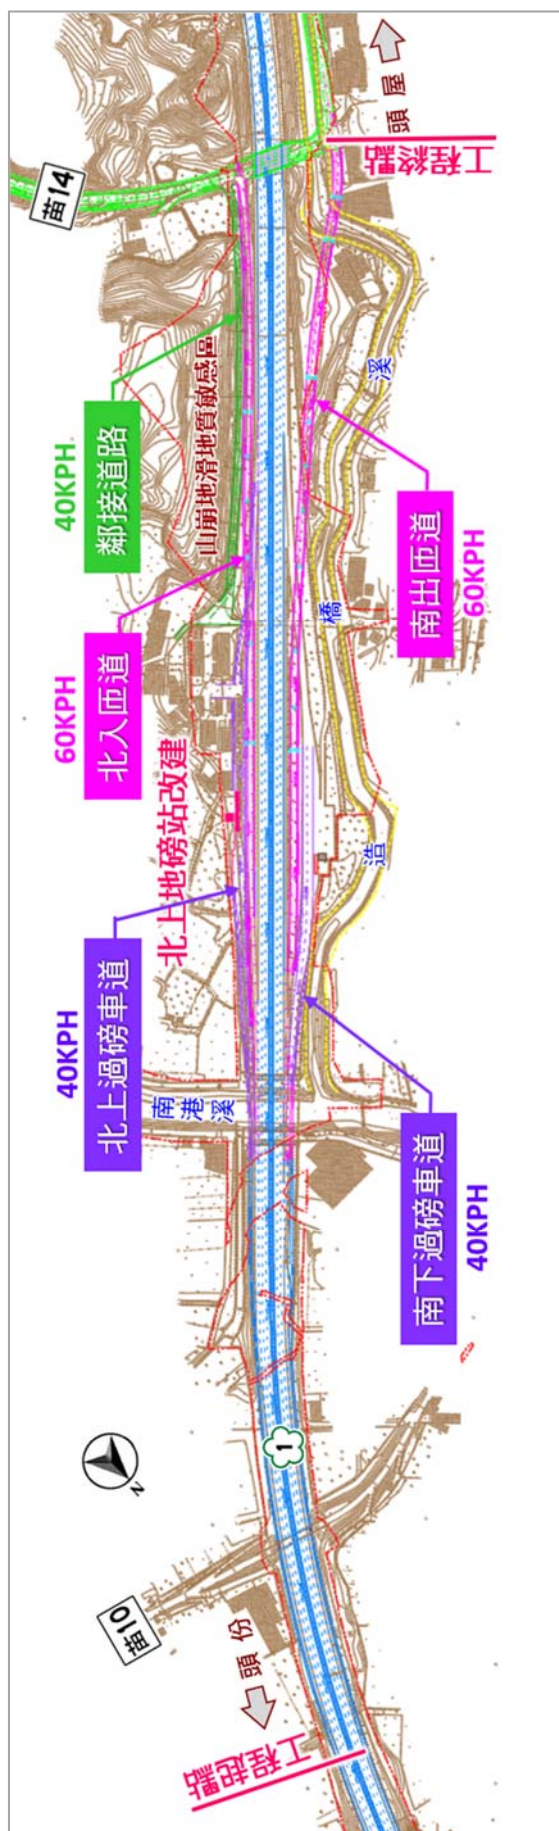 苗10
頭份
工程起點
1
N
40KPH
北上過磅車道
南港溪
南下過磅車道
40KPH
北上地磅站改建
60KPH
北入匝道
40KPH
鄰接道路
山崩地滑地質敏感區
造
橋
溪
南出匝道
60KPH
苗14
頭屋
工程終點